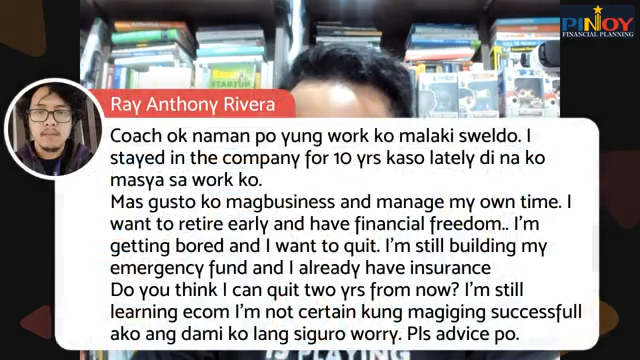 PINOY
FINANCIAL PLANNING
Ray Anthony Rivera
Coach ok naman po yung work ko malaki sweldo. I
stayed in the company for 10 yrs kaso lately di na ko
masya sa work ko.
Mas gusto ko magbusiness and manage my own time. I
want to retire early and have financial freedom.. I'm
getting bored and I want to quit. I'm still building my
emergency fund and I already have insurance
Do you think I can quit two yrs from now? I'm still
learning ecom I'm not certain kung magiging successfull
ako ang dami ko lang siguro worry. Pls advice po.
IS PLAYING